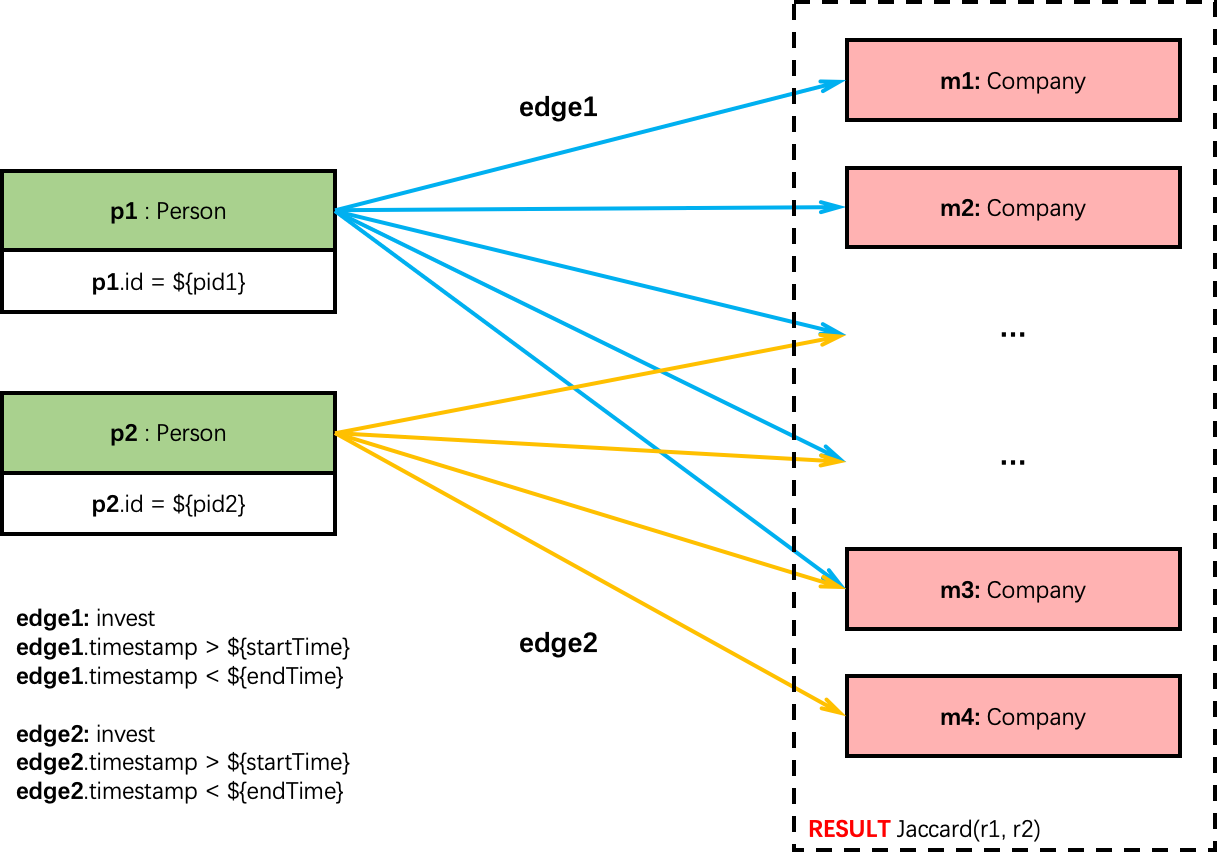 edge1
m1: Company
m2: Company
p1 : Person
p1.id = ${pid1}
...
p2 : Person
...
p2.id = ${pid2}
m3: Company
edge1: invest
edge1.timestamp > ${startTime}
edge1.timestamp < ${endTime}
edge2
m4: Company
edge2: invest
edge2.timestamp > ${startTime}
edge2.timestamp < ${endTime}
RESULT Jaccard(r1, r2)